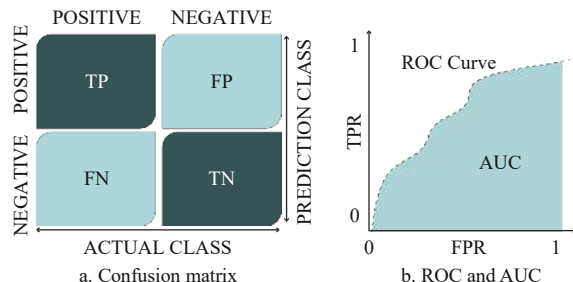 POSITIVE NEGATIVE
POSITIVE
NEGATIVE
TP
FP
FN
TN
PREDICTION CLASS
ACTUAL CLASS
a. Confusion matrix
1
ROC Curve
TPR
AUC
0
0
FPR
1
b. ROC and AUC